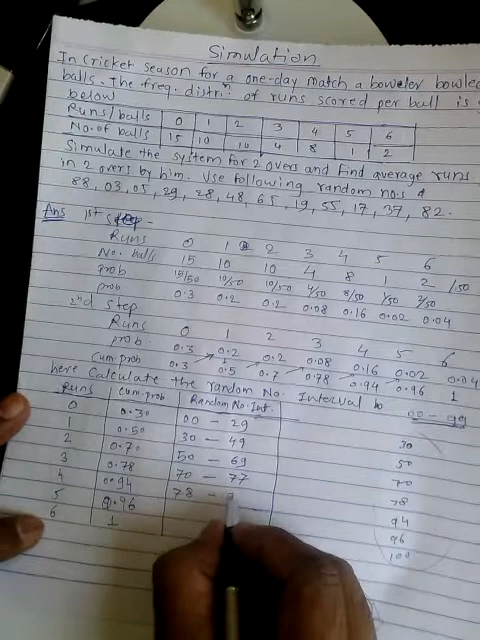 Simulation
In Cricket season for a one-day match a bowler bowled
balls. The freq. distri.ⁿ of runs scored per ball is
below
Runs/balls 0 1 2 3 4 5 6
No. of balls 15 10 10 4 8 1 2
Simulate the system for 2 overs and find average runs
in 2 overs by him. Use following random no.s
88, 03, 05, 29, 28, 48, 65, 19, 55, 17, 37, 82.
Ans 1st step -
Runs 0 1 2 3 4 5 6
No. balls 15 10 10 4 8 1 2 /50
prob 15/50 10/50 10/50 4/50 8/50 1/50 2/50
prob. 0.3 0.2 0.2 0.08 0.16 0.02 0.04
2nd step
Runs 0 1 2 3 4 5 6
prob. 0.3 0.2 0.2 0.08 0.16 0.02 0.04
Cum.prob 0.3 0.5 0.7 0.78 0.94 0.96 1
here Calculate the random No. Interval to 00 - 99
Runs Cum.prob Random No. Int.
0 0.30 00 - 29 30
1 0.50 30 - 49 50
2 0.70 50 - 69 70
3 0.78 70 - 77 78
4 0.94 78 - 94
5 0.96 96
6 1 100